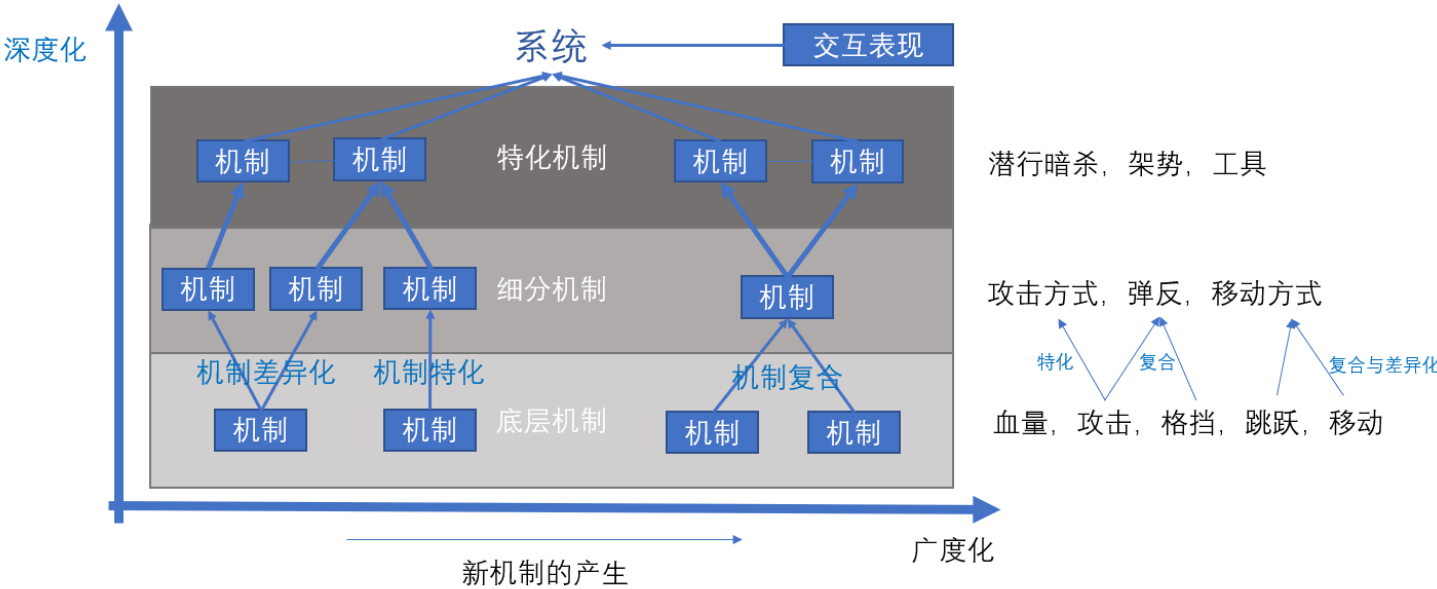 深度化
系统
交互表现
机制
机制
特化机制
机制
机制
潜行暗杀，架势，工具
机制
机制
机制
细分机制
机制
攻击方式，弹反，移动方式
机制差异化
机制特化
机制复合
特化
复合
复合与差异化
机制
机制
底层机制
机制
机制
血量，攻击，格挡，跳跃，移动
广度化
新机制的产生